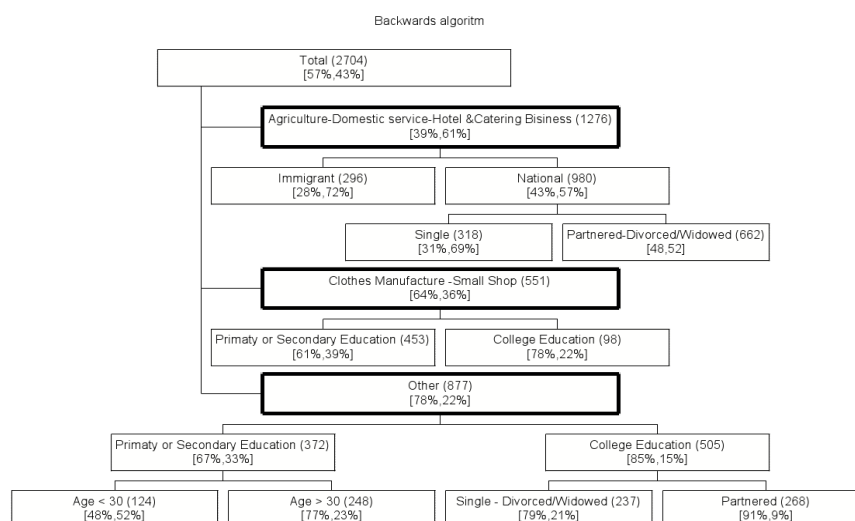 Backwards algoritm
Total (2704)
[57%,43%]
Agriculture-Domestic service-Hotel &Catering Bisiness (1276)
[39%,61%]
Immigrant (296)
[28%,72%]
National (980)
[43%,57%]
Single (318)
[31%,69%]
Partnered-Divorced/Widowed (662)
[48,52]
Clothes Manufacture -Small Shop (551)
[64%,36%]
Primaty or Secondary Education (453)
[61%,39%]
College Education (98)
[78%,22%]
Other (877)
[78%,22%]
Primaty or Secondary Education (372)
[67%,33%]
College Education (505)
[85%,15%]
Age < 30 (124)
[48%,52%]
Age > 30 (248)
[77%,23%]
Single - Divorced/Widowed (237)
[79%,21%]
Partnered (268)
[91%,9%]